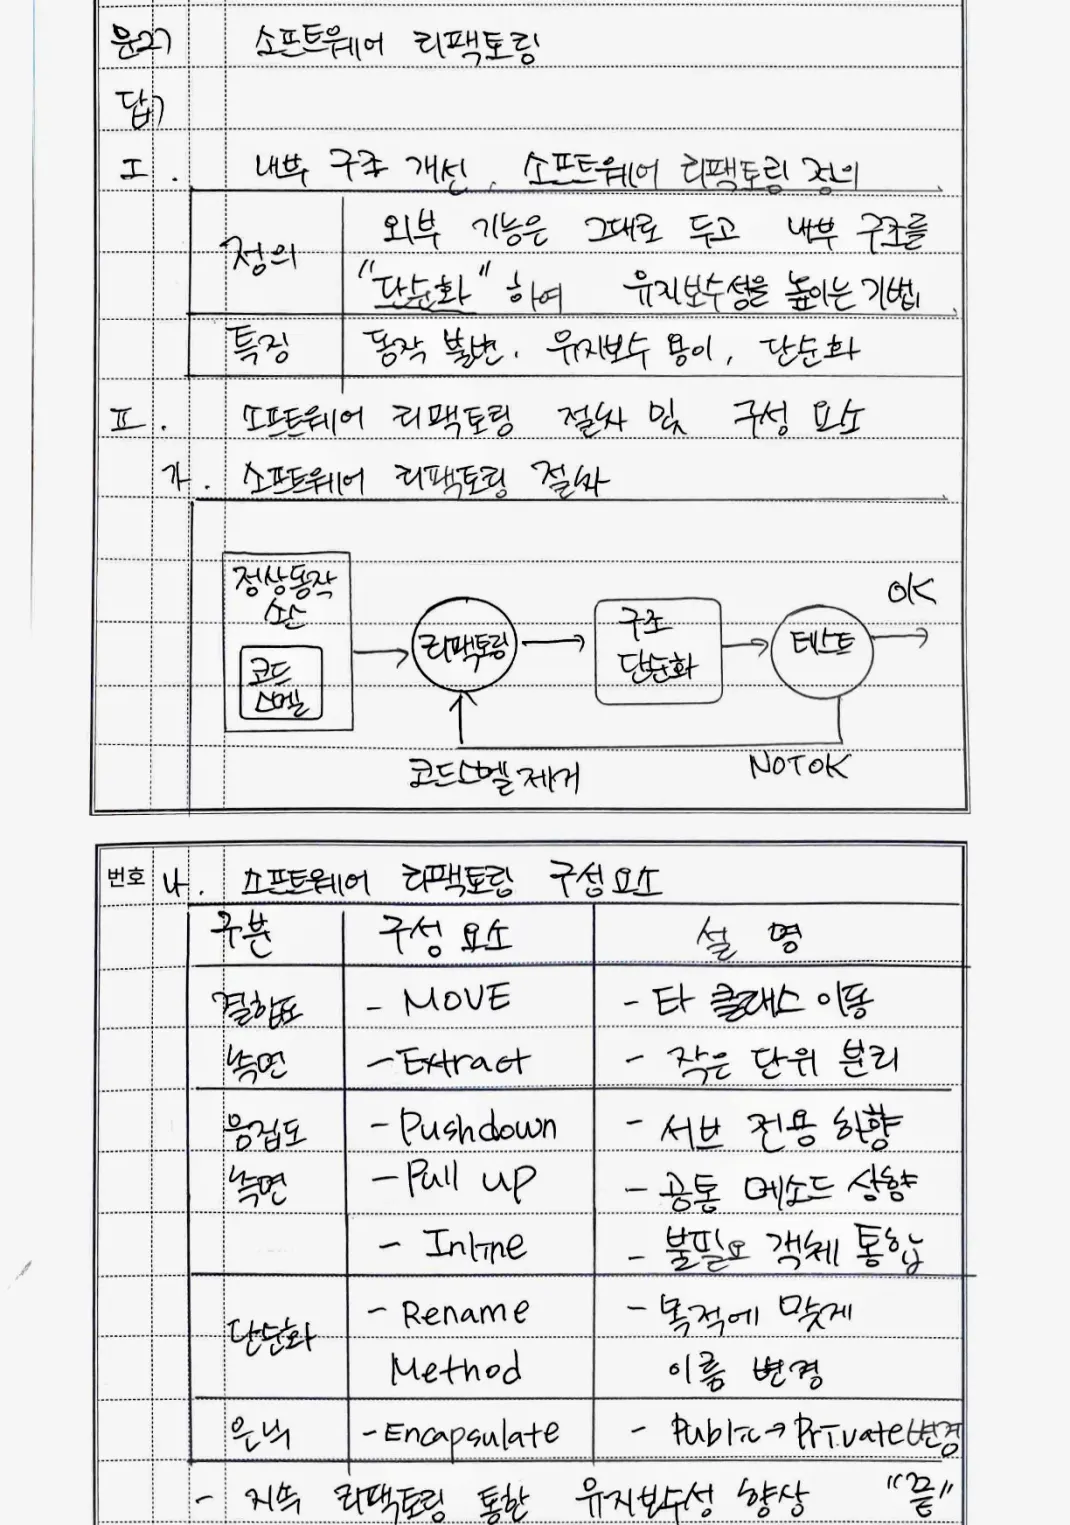 문2) 소프트웨어 리팩토링
답)
I. 내부 구조 개선, 소프트웨어 리팩토링 정의
정의 외부 기능은 그대로 두고 내부 구조를
"단순화"하여 유지보수성을 높이는 기법
특징 동작 불변, 유지보수 용이, 단순화
II. 소프트웨어 리팩토링 절차 및 구성 요소
가. 소프트웨어 리팩토링 절차
정상동작
소스
코드
스멜
리팩토링
구조
단순화
테스트
OK
코드스멜 제거
NOT OK
번호 나. 소프트웨어 리팩토링 구성요소
구분 구성 요소 설 명
결합도 - MOVE - 타 클래스 이동
측면 - Extract - 작은 단위 분리
응집도 - Pushdown - 서브 전용 하향
측면 - Pull up - 공통 메소드 상향
- Inline - 불필요 객체 통합
단순화 - Rename - 목적에 맞게
Method 이름 변경
은닉 - Encapsulate - Public → Private 변경
- 지속 리팩토링 통한 유지보수성 향상 "끝"